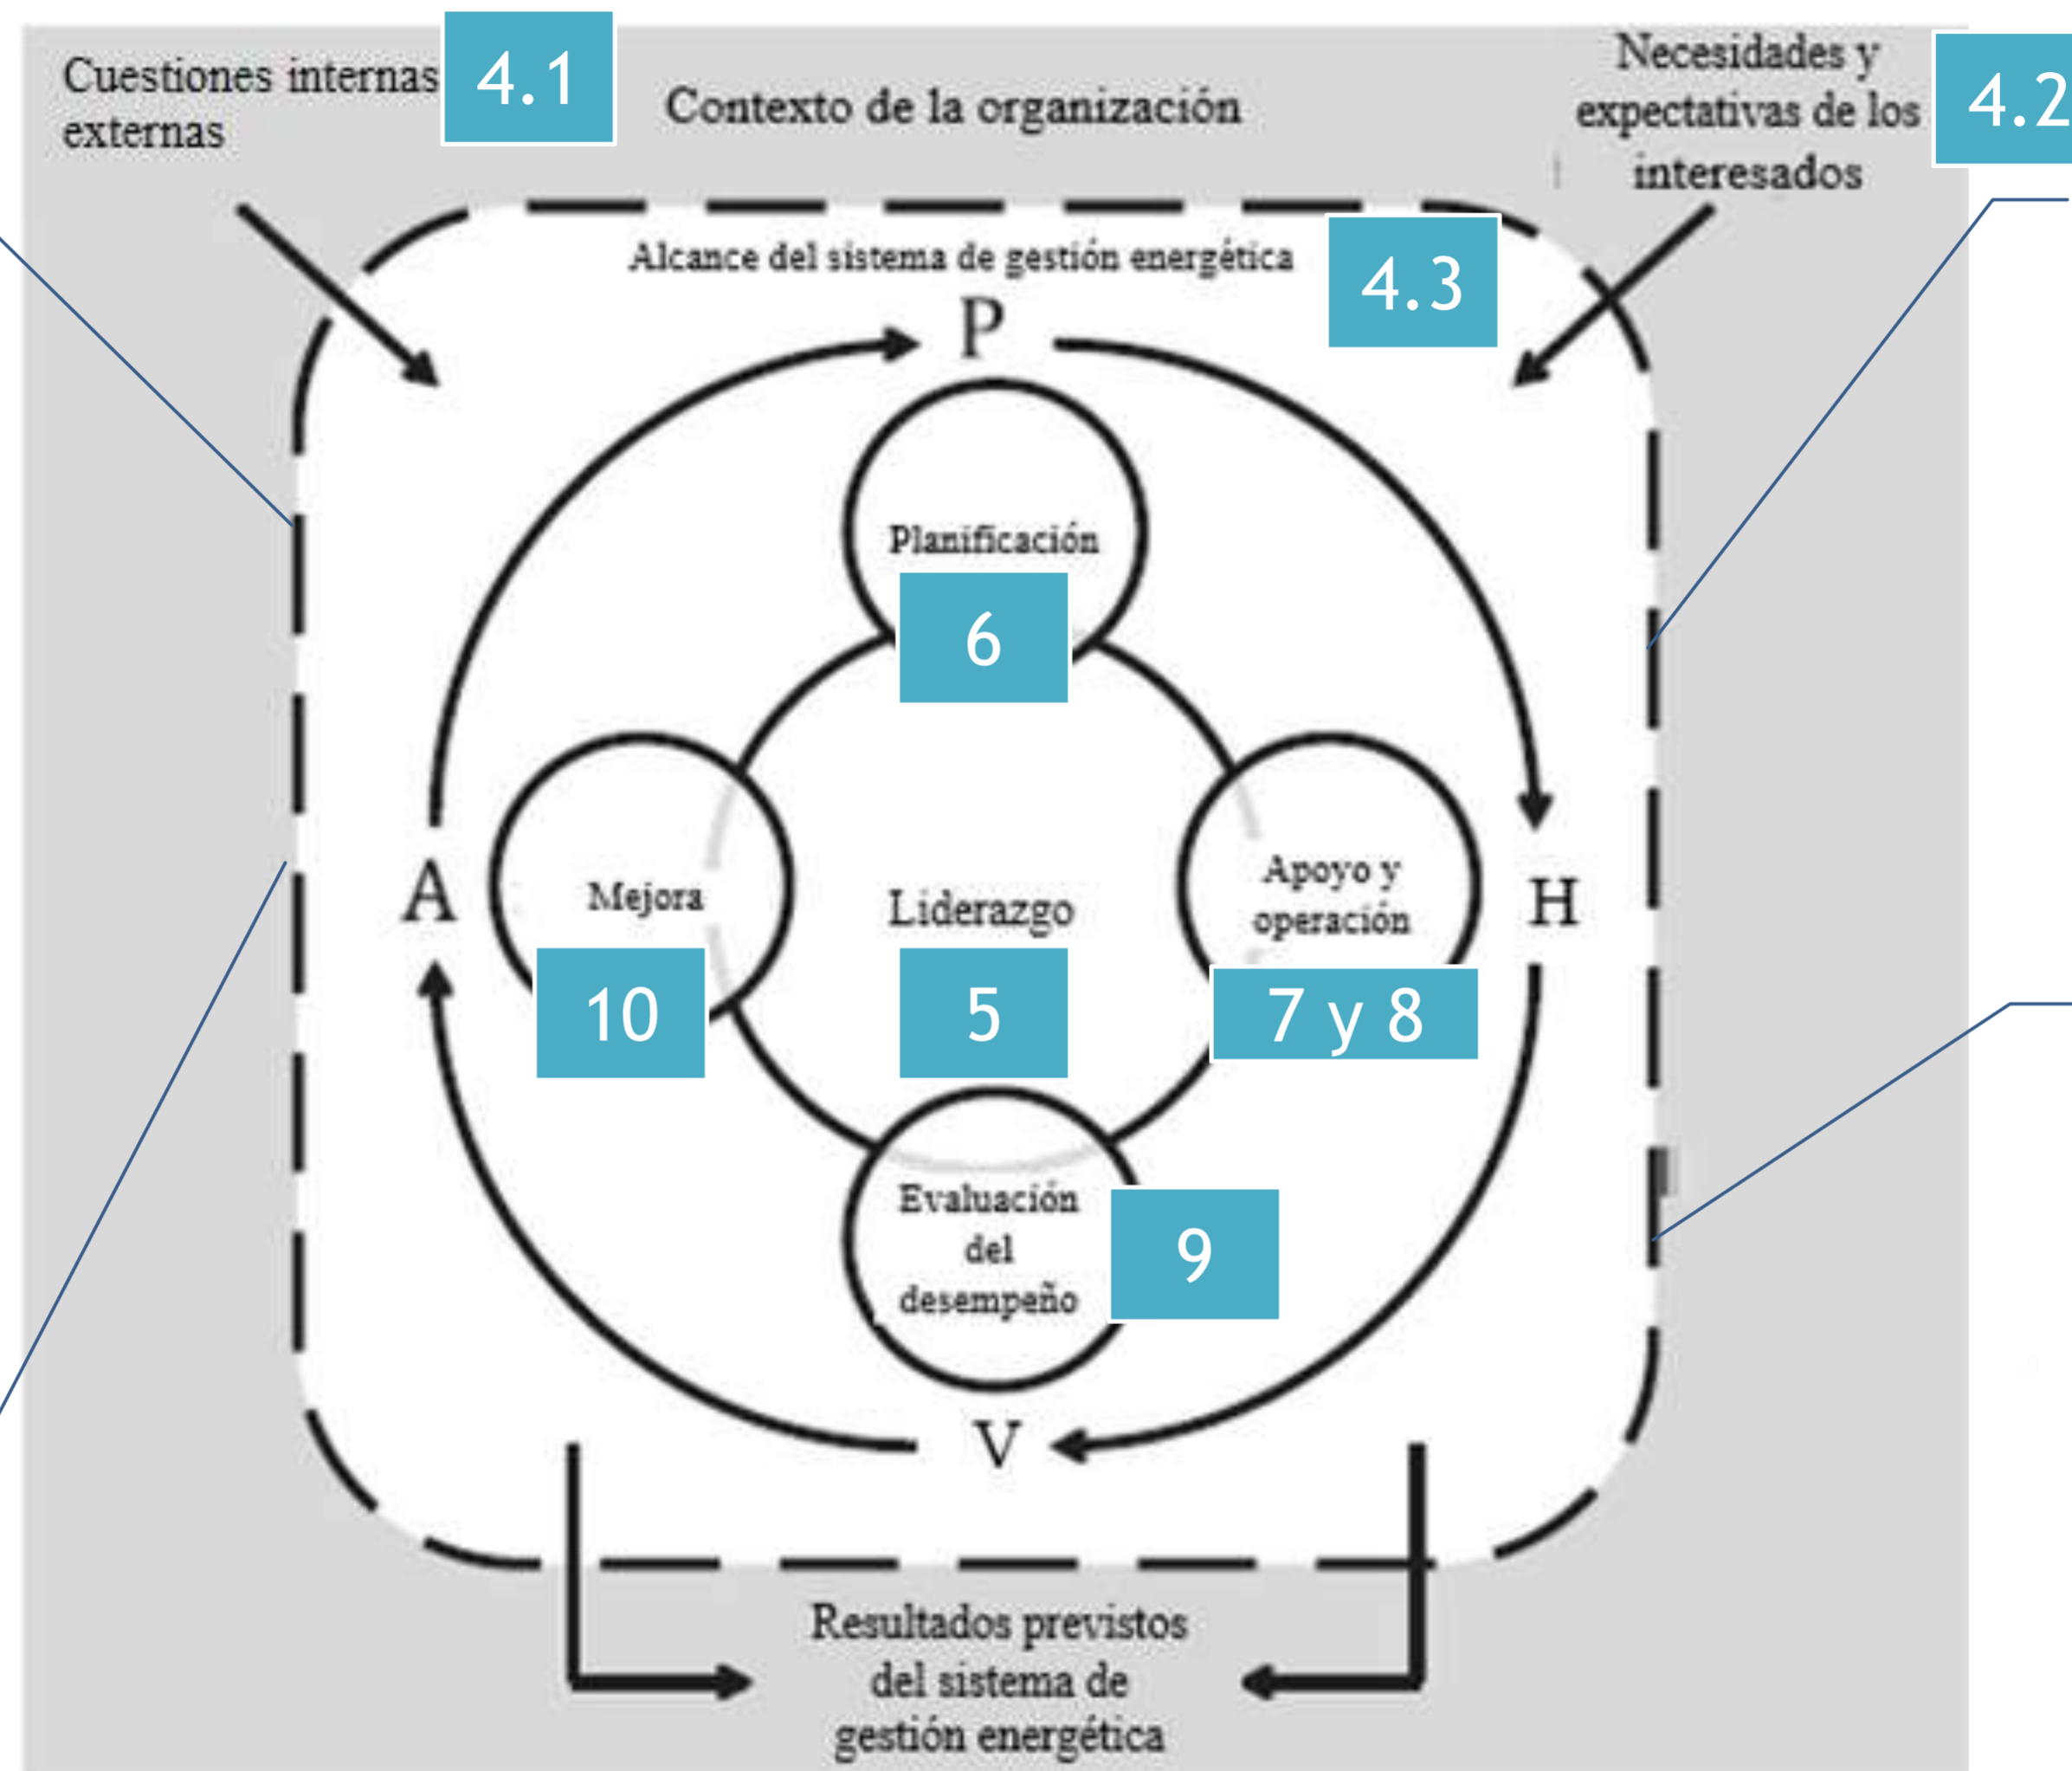 Cuestiones internas
externas
4.1
Contexto de la organización
Necesidades y
expectativas de los
interesados
4.2
Alcance del sistema de gestión energética
4.3
P
Planificación
6
A
Mejora
10
Liderazgo
5
Apoyo y
operación
7 y 8
H
Evaluación
del
desempeño
9
V
Resultados previstos
del sistema de
gestión energética